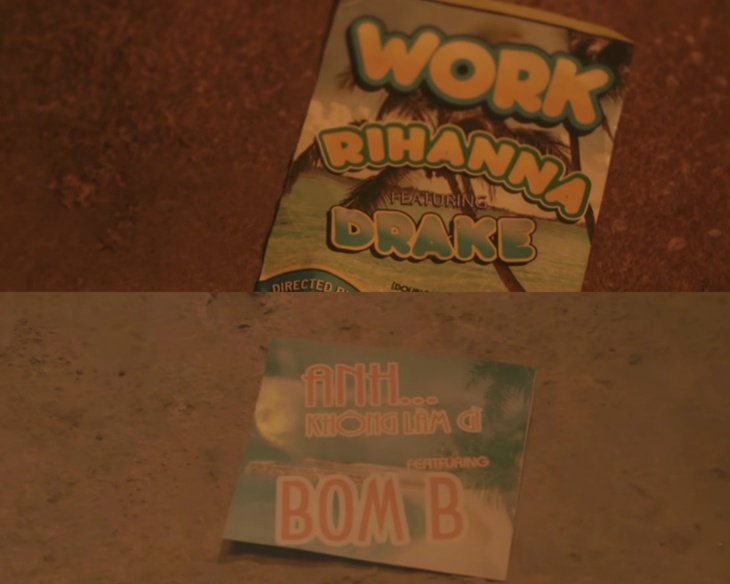 WORK
RIHANNA
FEATURING
DRAKE
DIRECTED
ANH...
KHÔNG LÀM GÌ
FEATURING
BOM B